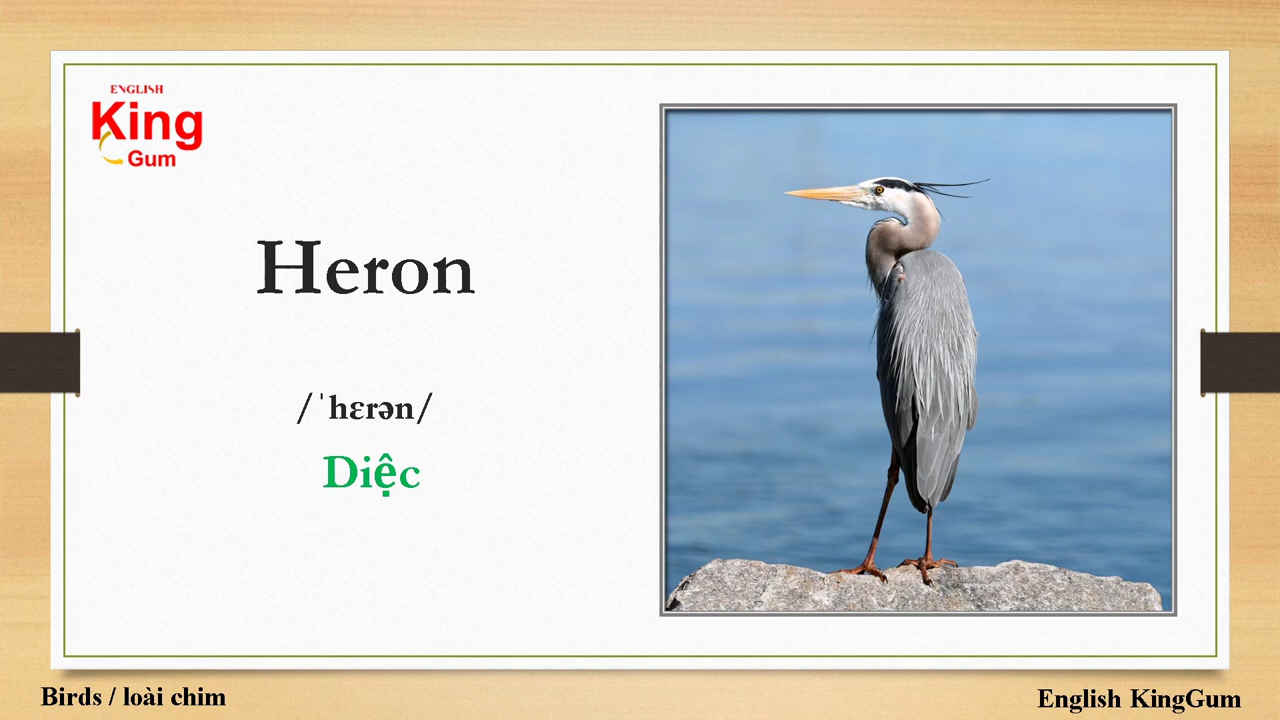 ENGLISH
King
Gum
Heron
/ˈhɛrən/
Diệc
Birds / loài chim
English KingGum